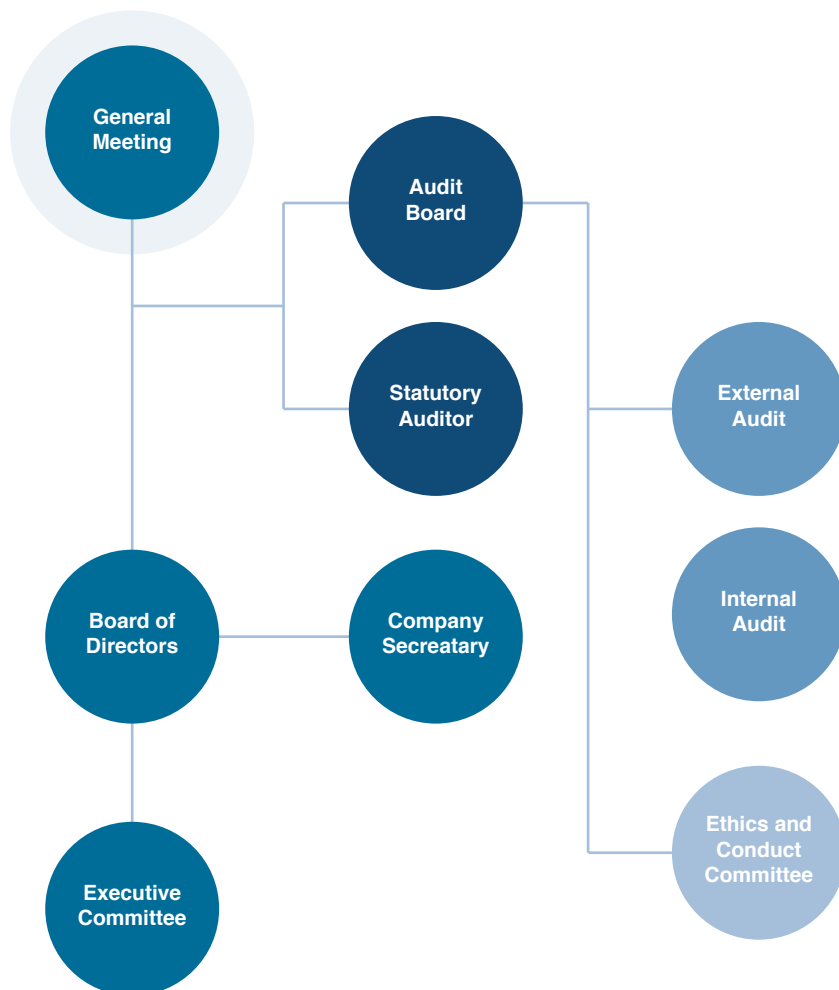 General
Meeting
Audit
Board
Statutory
Auditor
External
Audit
Internal
Audit
Board of
Directors
Company
Secreatary
Ethics and
Conduct
Committee
Executive
Committee